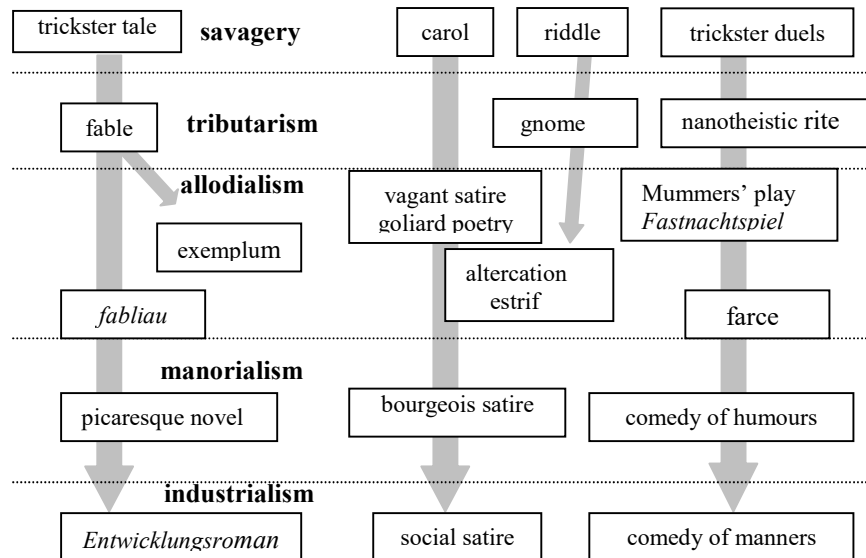 trickster tale
savagery
carol
riddle
trickster duels
fable
tributarism
gnome
nanotheistic rite
allodialism
vagant satire
goliard poetry
Mummers’ play
Fastnachtspiel
exemplum
altercation
estrif
fabliau
farce
manorialism
picaresque novel
bourgeois satire
comedy of humours
industrialism
Entwicklungsroman
social satire
comedy of manners